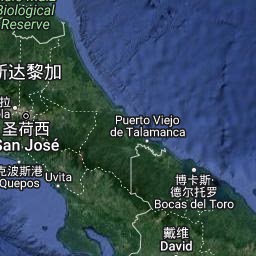 Biological
Reserve
斯达黎加
圣荷西
San José
Puerto Viejo
de Talamanca
克波斯港
Quepos
Uvita
博卡斯-
德尔托罗
Bocas del Toro
戴维
David